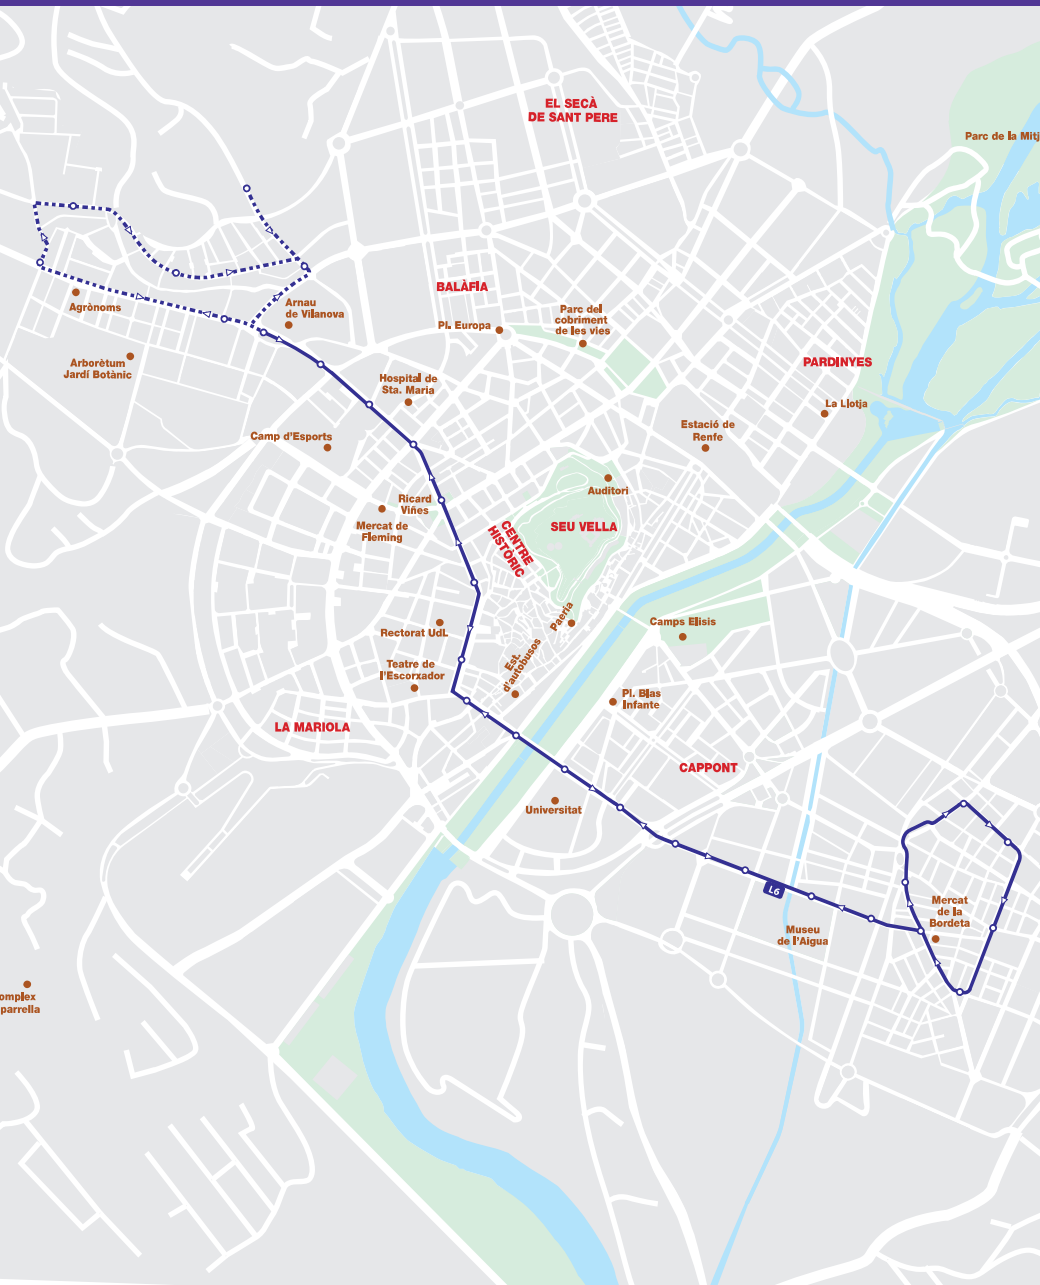 EL SECÀ
DE SANT PERE
Parc de la Mitj
BALÀFIA
Agrònoms
Arnau
de Vilanova
Pl. Europa
Parc del
cobriment
de les vies
Arborètum
Jardí Botànic
PARDINYES
Hospital de
Sta. Maria
La Llotja
Camp d'Esports
Estació de
Renfe
Auditori
Ricard
Viñes
Mercat de
Fleming
SEU VELLA
CENTRE
HISTÒRIC
Rectorat UdL
Paeria
Camps Elisis
Teatre de
l'Escorxador
Est.
d'autobusos
Pl. Blas
Infante
LA MARIOLA
CAPPONT
Universitat
L6
Mercat
de la
Bordeta
Museu
de l'Aigua
omplex
parrella